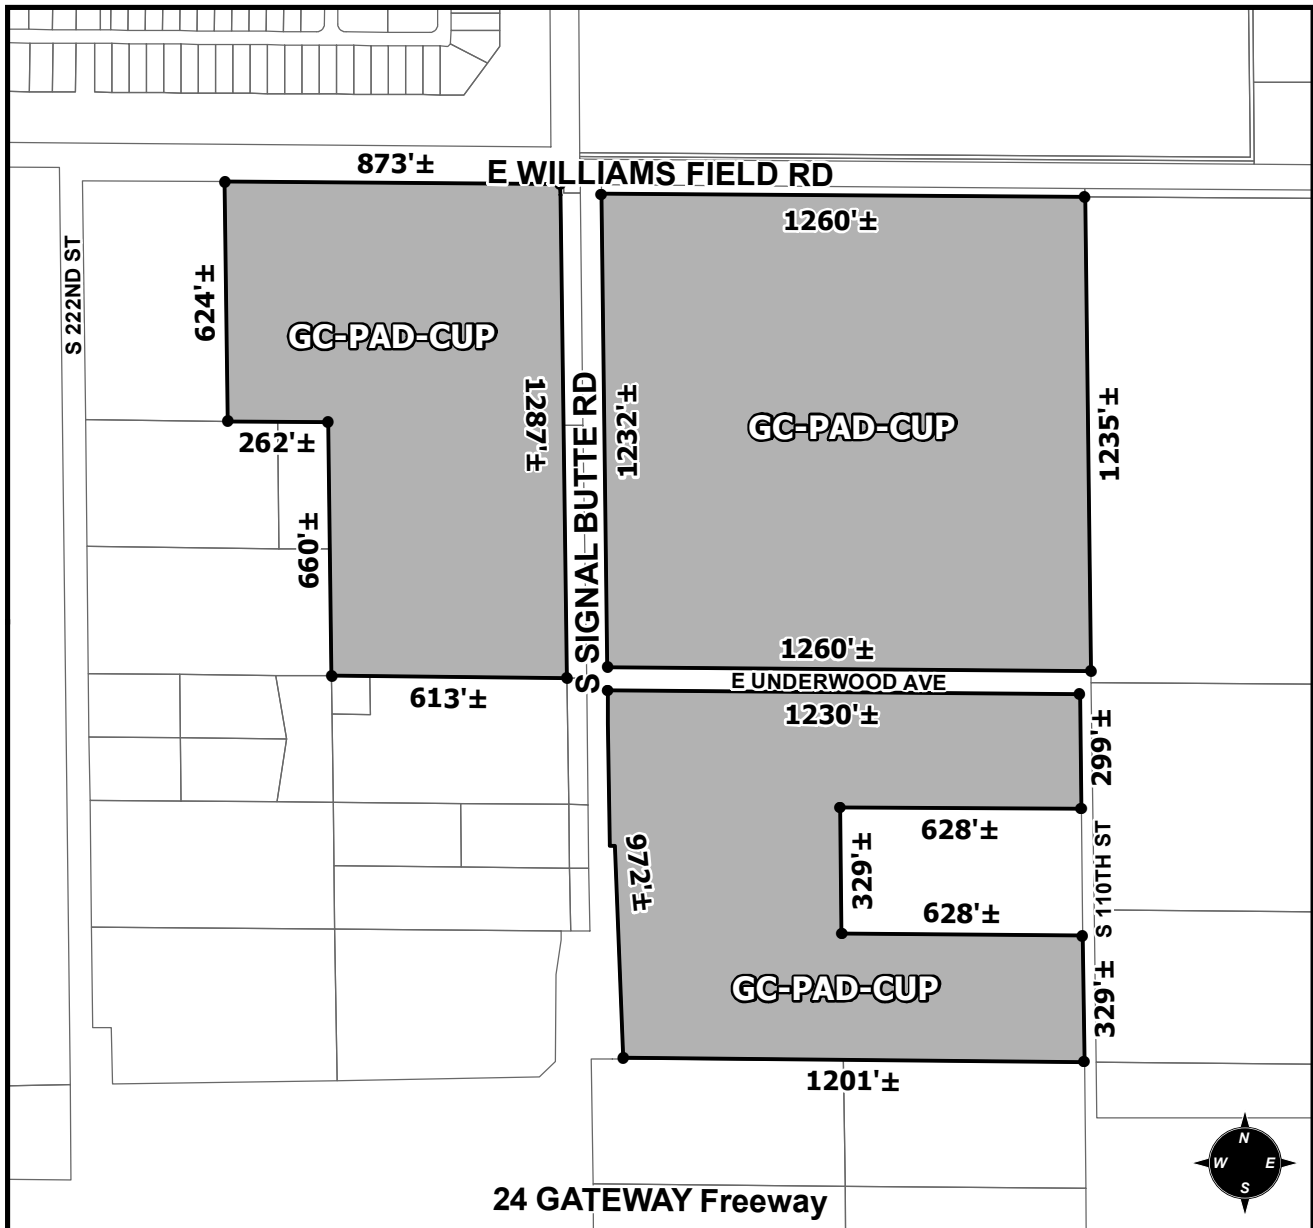 873'±
E WILLIAMS FIELD RD
1260'±
S 222ND ST
624'±
GC-PAD-CUP
1287'±
S SIGNAL BUTTE RD
1232'±
GC-PAD-CUP
1235'±
262'±
660'±
1260'±
613'±
E UNDERWOOD AVE
1230'±
299'±
628'±
972'±
329'±
S 110TH ST
628'±
GC-PAD-CUP
329'±
1201'±
N
W
E
S
24 GATEWAY Freeway